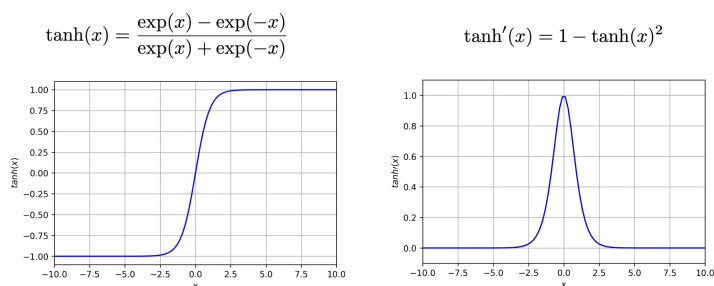 tanh(x) = exp(x) − exp(−x) / exp(x) + exp(−x)
tanh′(x) = 1 − tanh(x)²
1.00
0.75
0.50
0.25
0.00
−0.25
−0.50
−0.75
−1.00
tanh(x)
−10.0 −7.5 −5.0 −2.5 0.0 2.5 5.0 7.5 10.0
x
1.0
0.8
0.6
0.4
0.2
0.0
tanh′(x)
−10.0 −7.5 −5.0 −2.5 0.0 2.5 5.0 7.5 10.0
x